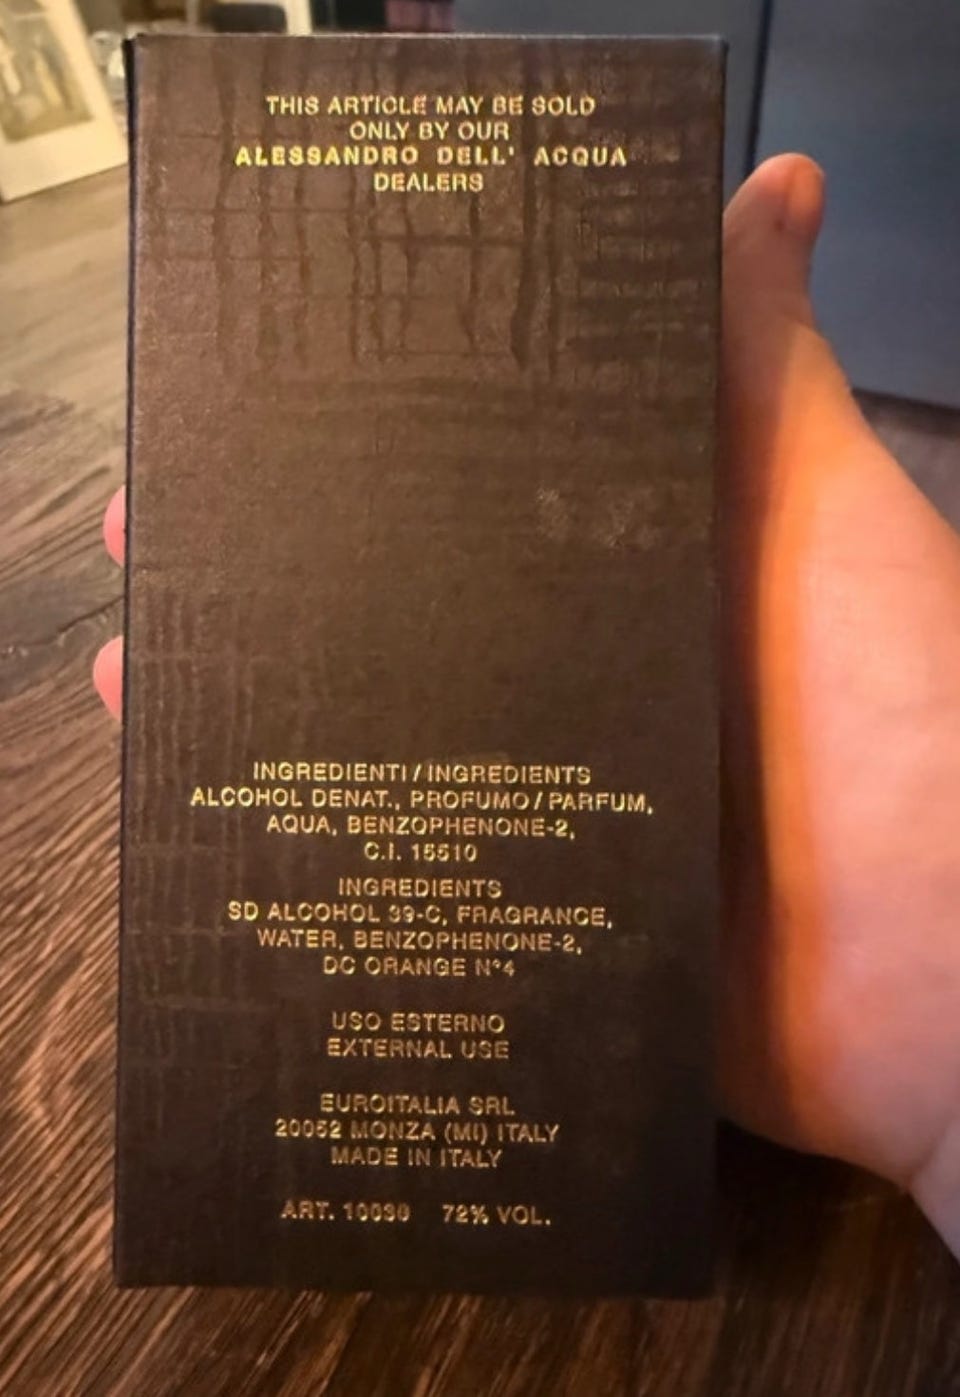 THIS ARTICLE MAY BE SOLD
ONLY BY OUR
ALESSANDRO DELL' ACQUA
DEALERS
INGREDIENTI / INGREDIENTS
ALCOHOL DENAT., PROFUMO / PARFUM,
AQUA, BENZOPHENONE-2,
C.I. 15510
INGREDIENTS
SD ALCOHOL 39-C, FRAGRANCE,
WATER, BENZOPHENONE-2,
DC ORANGE N°4
USO ESTERNO
EXTERNAL USE
EUROITALIA SRL
20052 MONZA (MI) ITALY
MADE IN ITALY
ART. 10030 72% VOL.